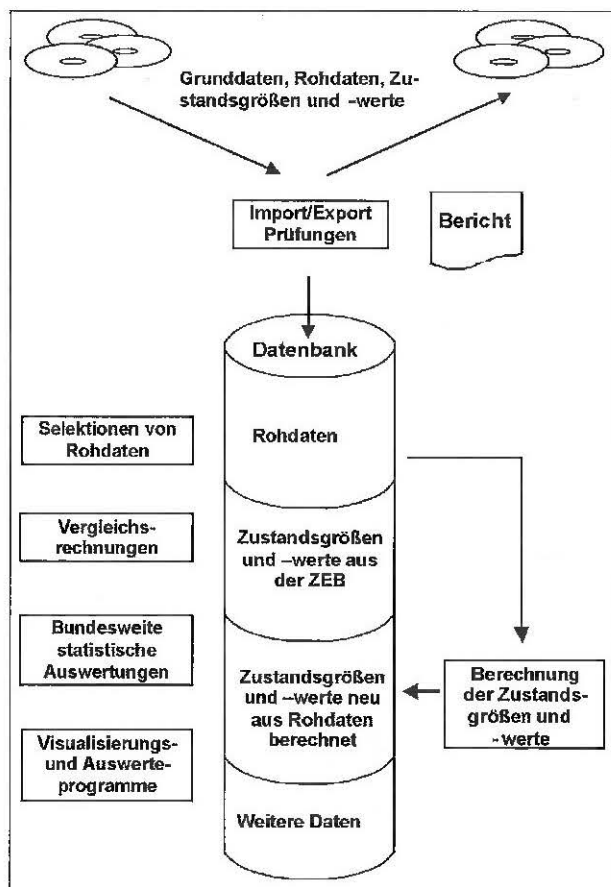 Grunddaten, Rohdaten, Zu-
standsgrößen und –werte
Import/Export
Prüfungen
Bericht
Datenbank
Rohdaten
Selektionen von
Rohdaten
Vergleichs-
rechnungen
Zustandsgrößen
und –werte aus
der ZEB
Bundesweite
statistische
Auswertungen
Zustandsgrößen
und –werte neu
aus Rohdaten
berechnet
Berechnung
der Zustands-
größen und
-werte
Visualisierungs-
und Auswerte-
programme
Weitere Daten